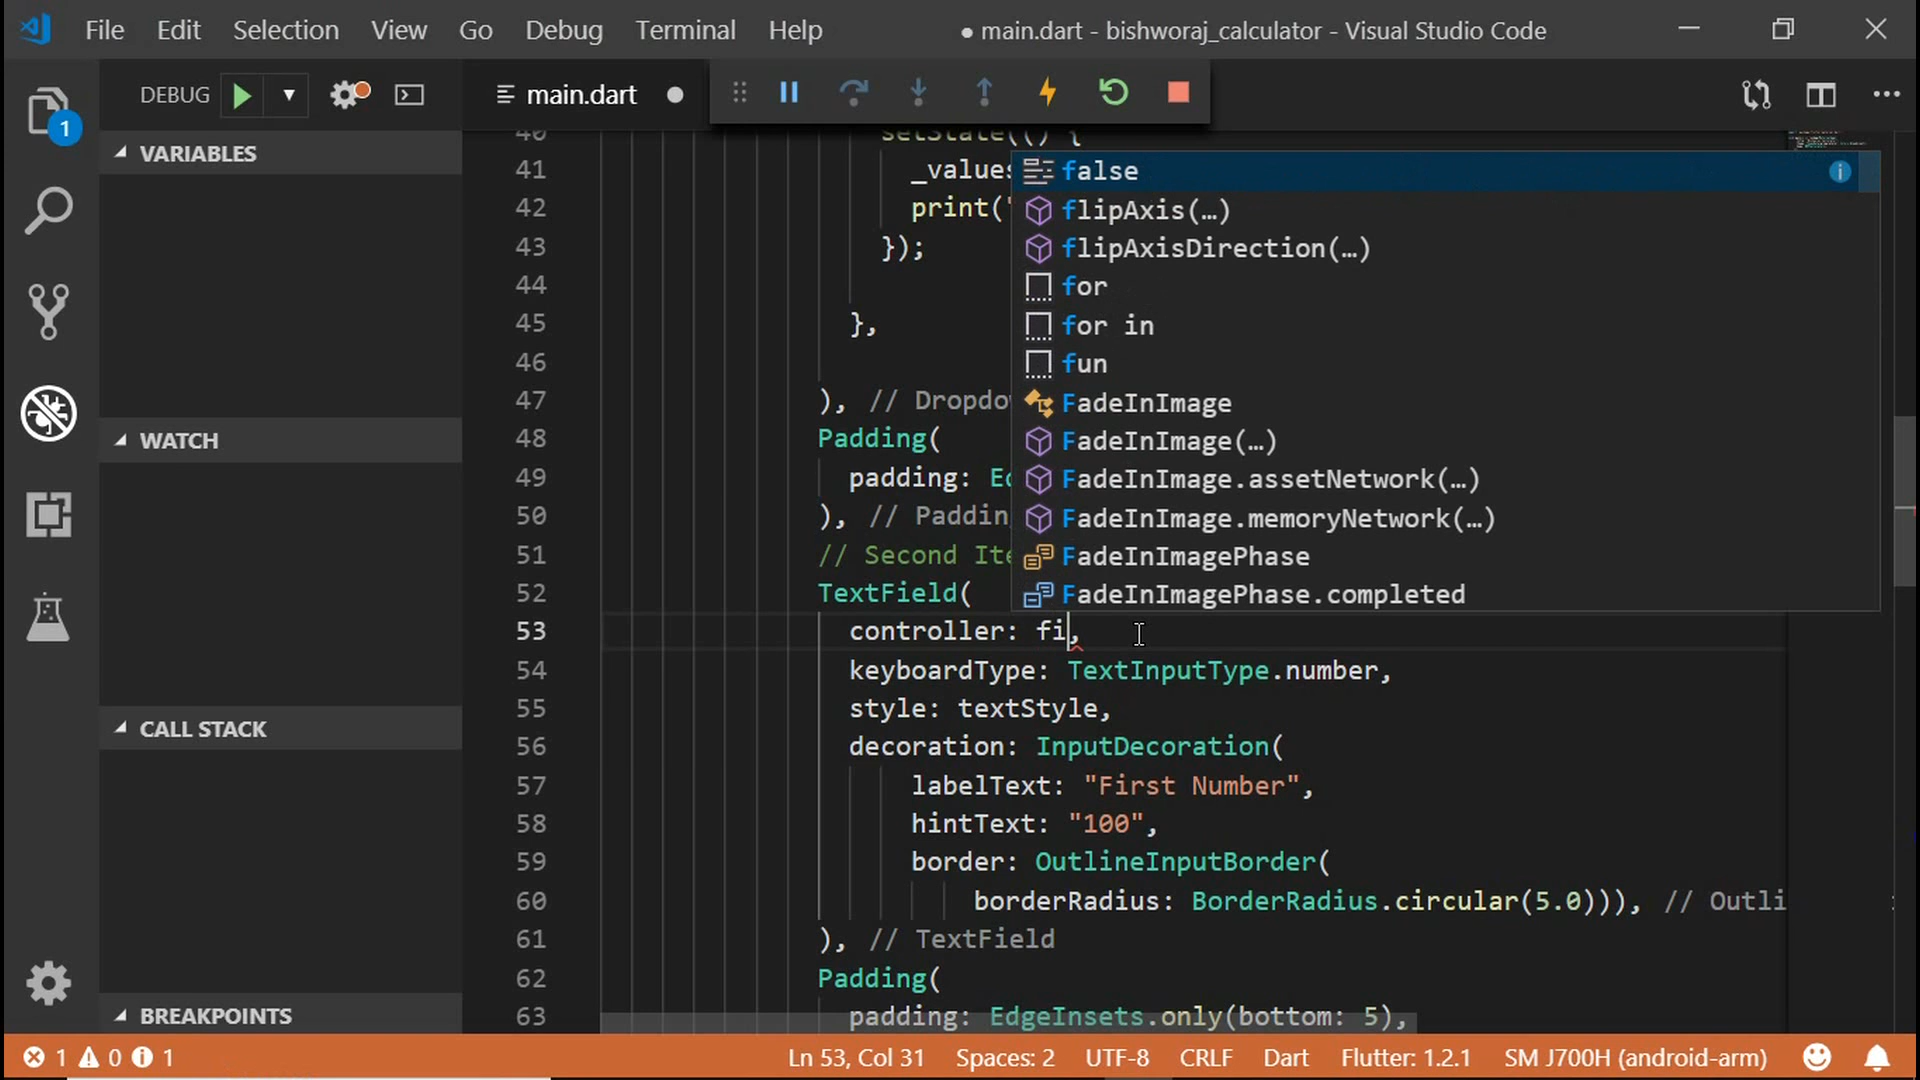 File Edit Selection View Go Debug Terminal Help
● main.dart - bishworaj_calculator - Visual Studio Code
DEBUG
main.dart
1
VARIABLES
WATCH
CALL STACK
BREAKPOINTS
40 setState(() {
41 _values
42 print(
43 });
44
45 },
46
47 ), // Dropdow
48 Padding(
49 padding: Ed
50 ), // Paddin
51 // Second Ite
52 TextField(
53 controller: fi,
54 keyboardType: TextInputType.number,
55 style: textStyle,
56 decoration: InputDecoration(
57 labelText: "First Number",
58 hintText: "100",
59 border: OutlineInputBorder(
60 borderRadius: BorderRadius.circular(5.0))), // Outli
61 ), // TextField
62 Padding(
63 padding: EdgeInsets.only(bottom: 5),
false
flipAxis(…)
flipAxisDirection(…)
for
for in
fun
FadeInImage
FadeInImage(…)
FadeInImage.assetNetwork(…)
FadeInImage.memoryNetwork(…)
FadeInImagePhase
FadeInImagePhase.completed
1 0 1
Ln 53, Col 31 Spaces: 2 UTF-8 CRLF Dart Flutter: 1.2.1 SM J700H (android-arm)